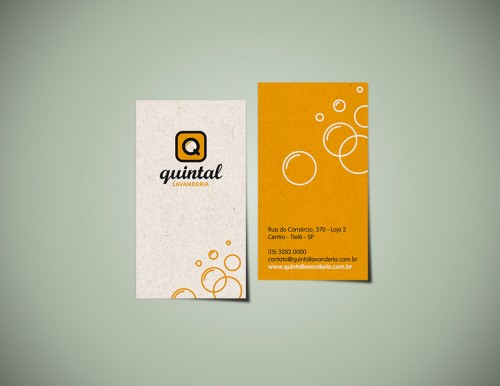 Q
quintal
LAVANDERIA
Rua do Comércio, 370 - Loja 2
Centro - Tietê - SP
(15) 3282.0000
contato@quintallavanderia.com.br
www.quintallavanderia.com.br